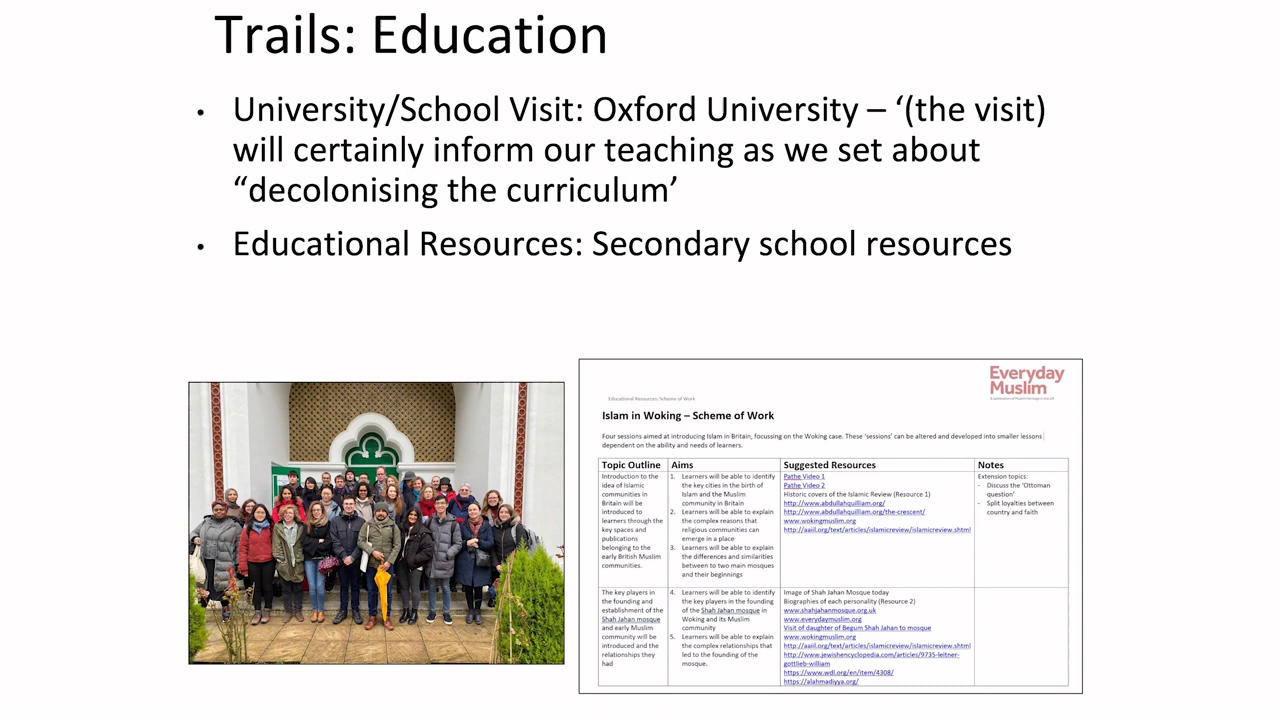 Trails: Education
• University/School Visit: Oxford University – ‘(the visit)
will certainly inform our teaching as we set about
“decolonising the curriculum’
• Educational Resources: Secondary school resources
Everyday
Muslim
Educational Resources: Scheme of Work
Islam in Woking – Scheme of Work
Four sessions aimed at introducing Islam in Britain, focussing on the Woking case. These ‘sessions’ can be altered and developed into smaller lessons
dependent on the ability and needs of learners.
Topic Outline
Introduction to the
idea of Islamic
communities in
Britain will be
introduced to
learners through the
key spaces and
publications
belonging to the
early British Muslim
communities.
Aims
1. Learners will be able to identify
the key cities in the birth of
Islam and the Muslim
community in Britain
2. Learners will be able to explain
the complex reasons that
religious communities can
emerge in a place
3. Learners will be able to explain
the differences and similarities
between to two main mosques
and their beginnings
Suggested Resources
Pathe Video 1
Pathe Video 2
Historic covers of the Islamic Review (Resource 1)
http://www.abdullahquilliam.org/
http://www.abdullahquilliam.org/the-crescent/
www.wokingmuslim.org
http://aaiil.org/text/articles/islamicreview/islamicreview.shtml
Notes
Extension topics:
- Discuss the ‘Ottoman
question’
- Split loyalties between
country and faith
The key players in
the founding and
establishment of the
Shah Jahan mosque
and early Muslim
community will be
introduced and the
relationships they
had
4. Learners will be able to identify
the key players in the founding
of the Shah Jahan mosque in
Woking and its Muslim
community
5. Learners will be able to explain
the complex relationships that
led to the founding of the
mosque.
Image of Shah Jahan Mosque today
Biographies of each personality (Resource 2)
www.shahjahanmosque.org.uk
www.everydaymuslim.org
Visit of daughter of Begum Shah Jahan to mosque
www.wokingmuslim.org
http://aaiil.org/text/articles/islamicreview/islamicreview.shtml
http://www.jewishencyclopedia.com/articles/9735-leitner-
gottlieb-william
https://www.wdl.org/en/item/4308/
https://alahmadiyya.org/